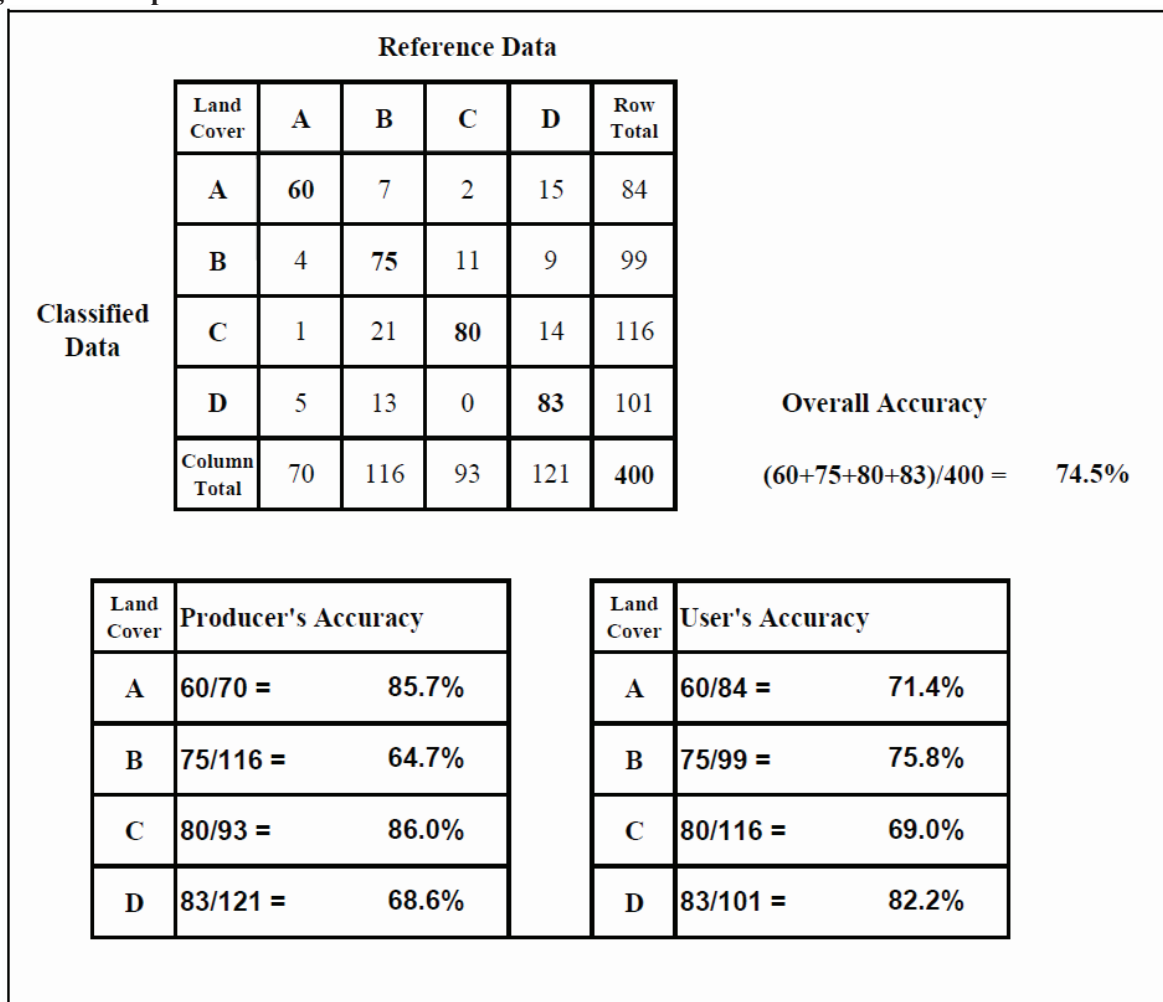 Reference Data
Land Cover A B C D Row Total
A 60 7 2 15 84
B 4 75 11 9 99
Classified Data
C 1 21 80 14 116
D 5 13 0 83 101
Overall Accuracy
Column Total 70 116 93 121 400
(60+75+80+83)/400 = 74.5%
Land Cover Producer's Accuracy
A 60/70 = 85.7%
B 75/116 = 64.7%
C 80/93 = 86.0%
D 83/121 = 68.6%
Land Cover User's Accuracy
A 60/84 = 71.4%
B 75/99 = 75.8%
C 80/116 = 69.0%
D 83/101 = 82.2%